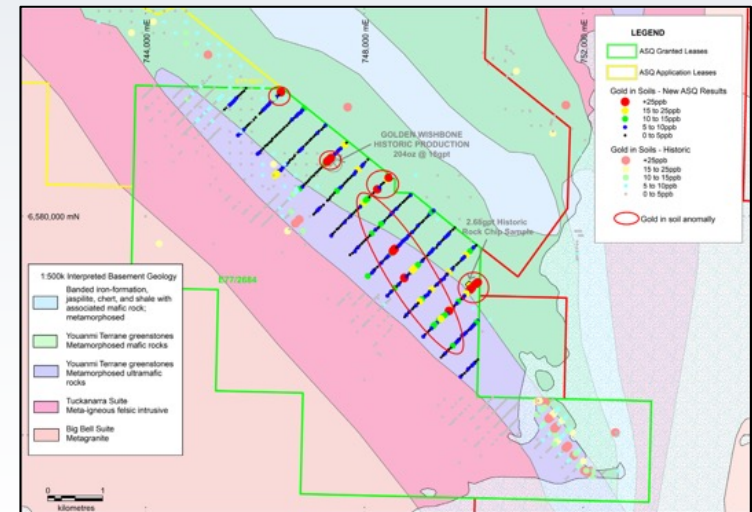 744,000 mE
748,000 mE
752,000 mE
LEGEND
ASQ Granted Leases
ASQ Application Leases
Gold in Soils - New ASQ Results
+25ppb
15 to 25ppb
10 to 15ppb
5 to 10ppb
0 to 5ppb
Gold in Soils - Historic
+25ppb
15 to 25ppb
10 to 15ppb
5 to 10ppb
0 to 5ppb
Gold in soil anomally
GOLDEN WISHBONE
HISTORIC PRODUCTION
204oz @ 15gpt
6,580,000 mN
2.66gpt Historic
Rock Chip Sample
E77/2684
1:500k Interpreted Basement Geology
Banded iron-formation,
jaspilite, chert, and shale with
associated mafic rock;
metamorphosed
Youanmi Terrane greenstones
Metamorphosed mafic rocks
Youanmi Terrane greenstones
Metamorphosed ultramafic
rocks
Tuckanarra Suite
Meta-igneous felsic intrusive
Big Bell Suite
Metagranite
0 1
kilometres